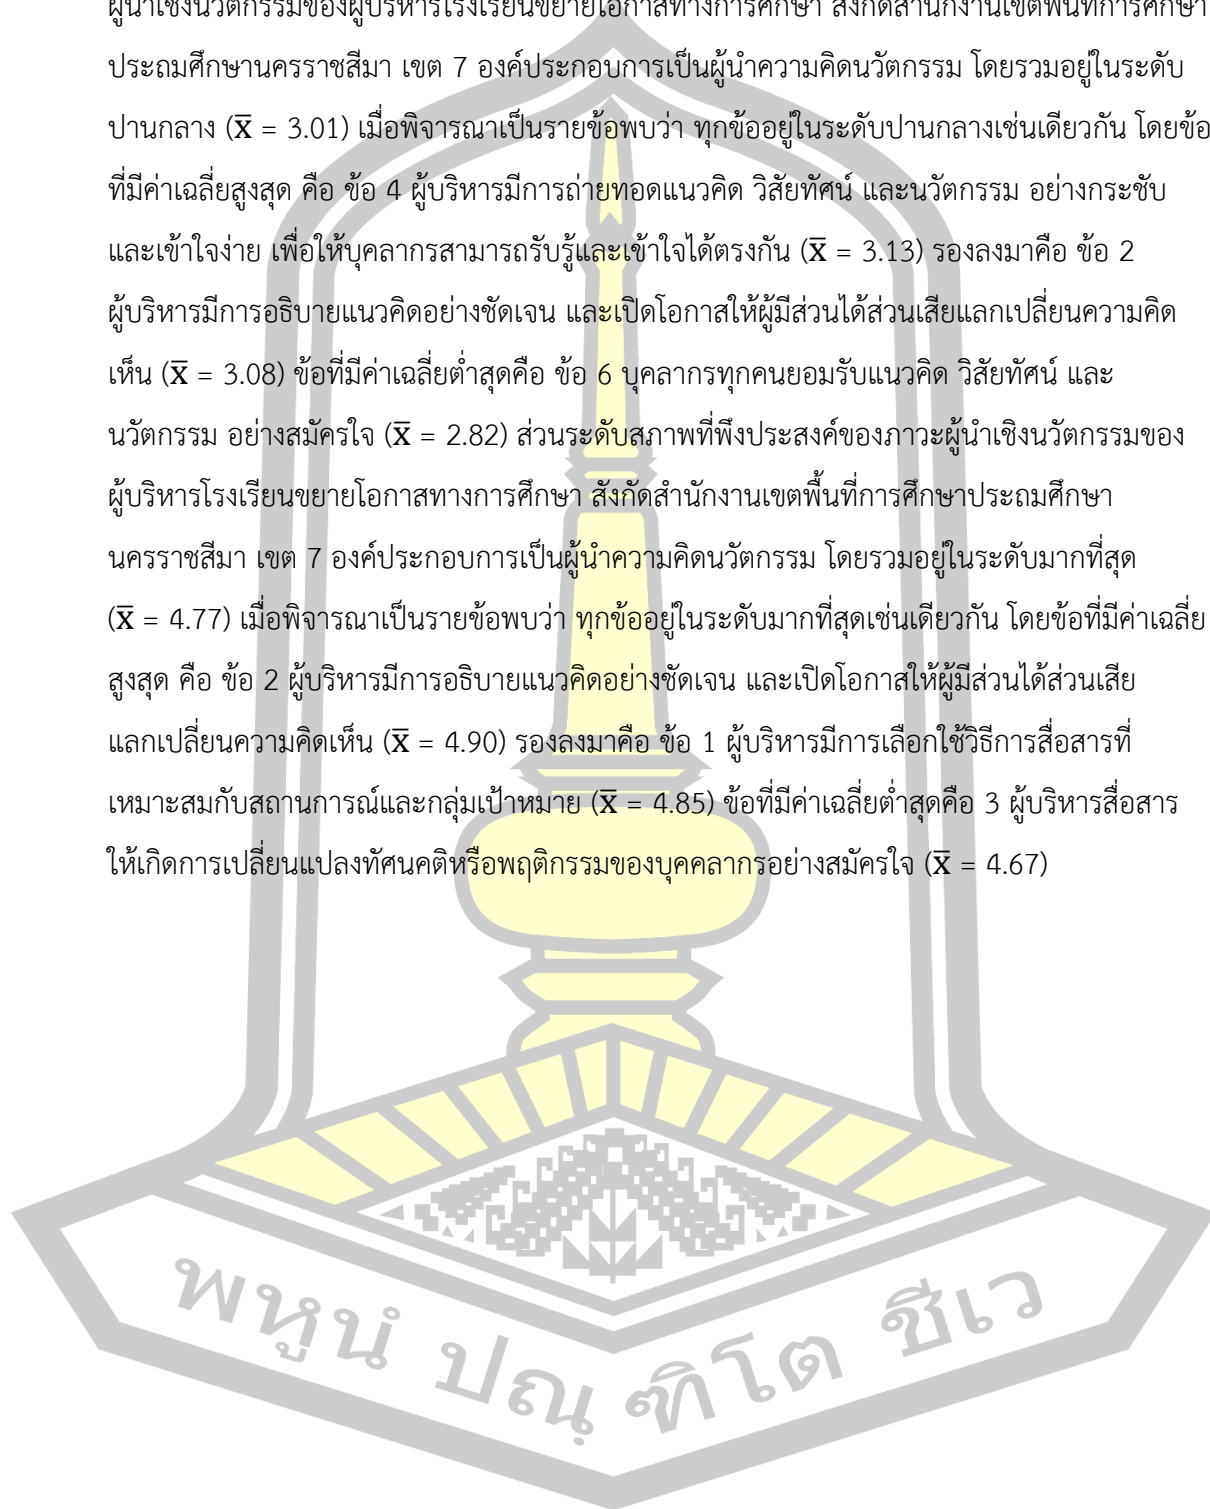 ผู้นำเชิงนวัตกรรมของผู้บริหารโรงเรียนขยายโอกาสทางการศึกษา สังกัดสำนักงานเขตพื้นที่การศึกษา
ประถมศึกษานครราชสีมา เขต 7 องค์ประกอบการเป็นผู้นำความคิดนวัตกรรม โดยรวมอยู่ในระดับ
ปานกลาง (x̅ = 3.01) เมื่อพิจารณาเป็นรายข้อพบว่า ทุกข้ออยู่ในระดับปานกลางเช่นเดียวกัน โดยข้อ
ที่มีค่าเฉลี่ยสูงสุด คือ ข้อ 4 ผู้บริหารมีการถ่ายทอดแนวคิด วิสัยทัศน์ และนวัตกรรม อย่างกระชับ
และเข้าใจง่าย เพื่อให้บุคลากรสามารถรับรู้และเข้าใจได้ตรงกัน (x̅ = 3.13) รองลงมาคือ ข้อ 2
ผู้บริหารมีการอธิบายแนวคิดอย่างชัดเจน และเปิดโอกาสให้ผู้มีส่วนได้ส่วนเสียแลกเปลี่ยนความคิด
เห็น (x̅ = 3.08) ข้อที่มีค่าเฉลี่ยต่ำสุดคือ ข้อ 6 บุคลากรทุกคนยอมรับแนวคิด วิสัยทัศน์ และ
นวัตกรรม อย่างสมัครใจ (x̅ = 2.82) ส่วนระดับสภาพที่พึงประสงค์ของภาวะผู้นำเชิงนวัตกรรมของ
ผู้บริหารโรงเรียนขยายโอกาสทางการศึกษา สังกัดสำนักงานเขตพื้นที่การศึกษาประถมศึกษา
นครราชสีมา เขต 7 องค์ประกอบการเป็นผู้นำความคิดนวัตกรรม โดยรวมอยู่ในระดับมากที่สุด
(x̅ = 4.77) เมื่อพิจารณาเป็นรายข้อพบว่า ทุกข้ออยู่ในระดับมากที่สุดเช่นเดียวกัน โดยข้อที่มีค่าเฉลี่ย
สูงสุด คือ ข้อ 2 ผู้บริหารมีการอธิบายแนวคิดอย่างชัดเจน และเปิดโอกาสให้ผู้มีส่วนได้ส่วนเสีย
แลกเปลี่ยนความคิดเห็น (x̅ = 4.90) รองลงมาคือ ข้อ 1 ผู้บริหารมีการเลือกใช้วิธีการสื่อสารที่
เหมาะสมกับสถานการณ์และกลุ่มเป้าหมาย (x̅ = 4.85) ข้อที่มีค่าเฉลี่ยต่ำสุดคือ 3 ผู้บริหารสื่อสาร
ให้เกิดการเปลี่ยนแปลงทัศนคติหรือพฤติกรรมของบุคคลากรอย่างสมัครใจ (x̅ = 4.67)
พหูนํ ปณฺฑิโต ชีเว